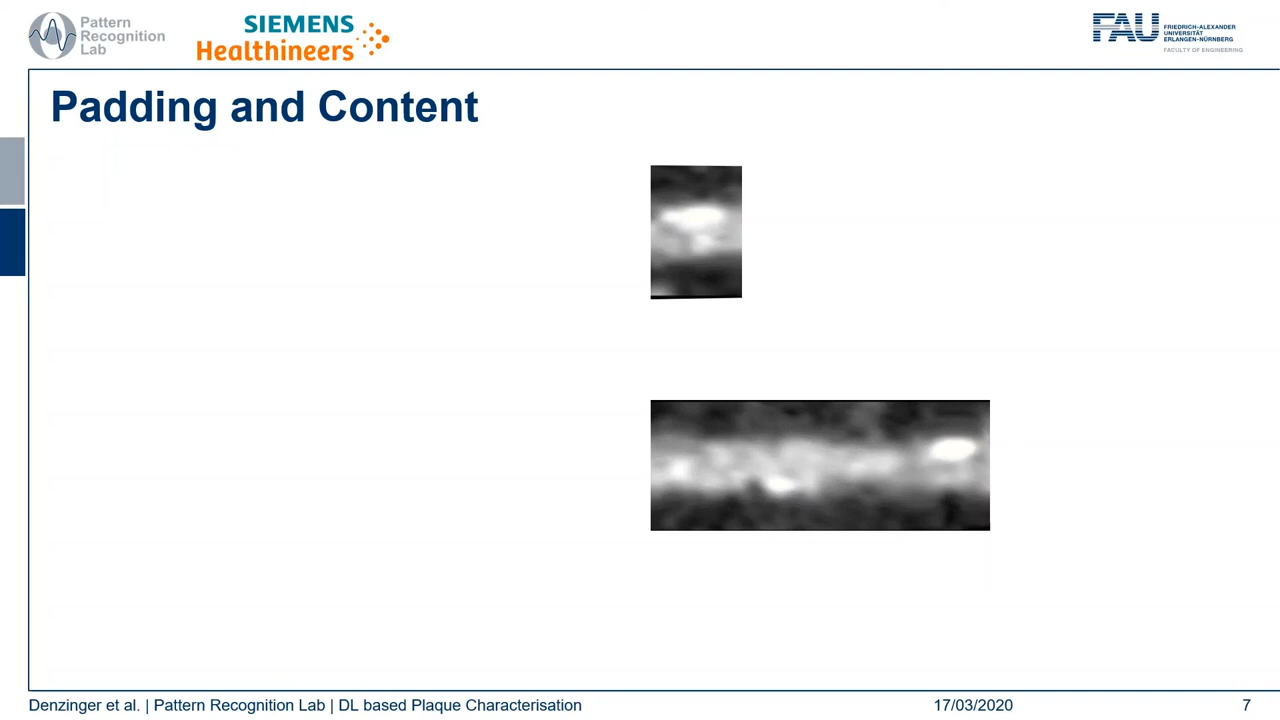 Pattern
Recognition
Lab
SIEMENS
Healthineers
FAU
FRIEDRICH-ALEXANDER
UNIVERSITÄT
ERLANGEN-NÜRNBERG
FACULTY OF ENGINEERING
Padding and Content
Denzinger et al. | Pattern Recognition Lab | DL based Plaque Characterisation
17/03/2020
7